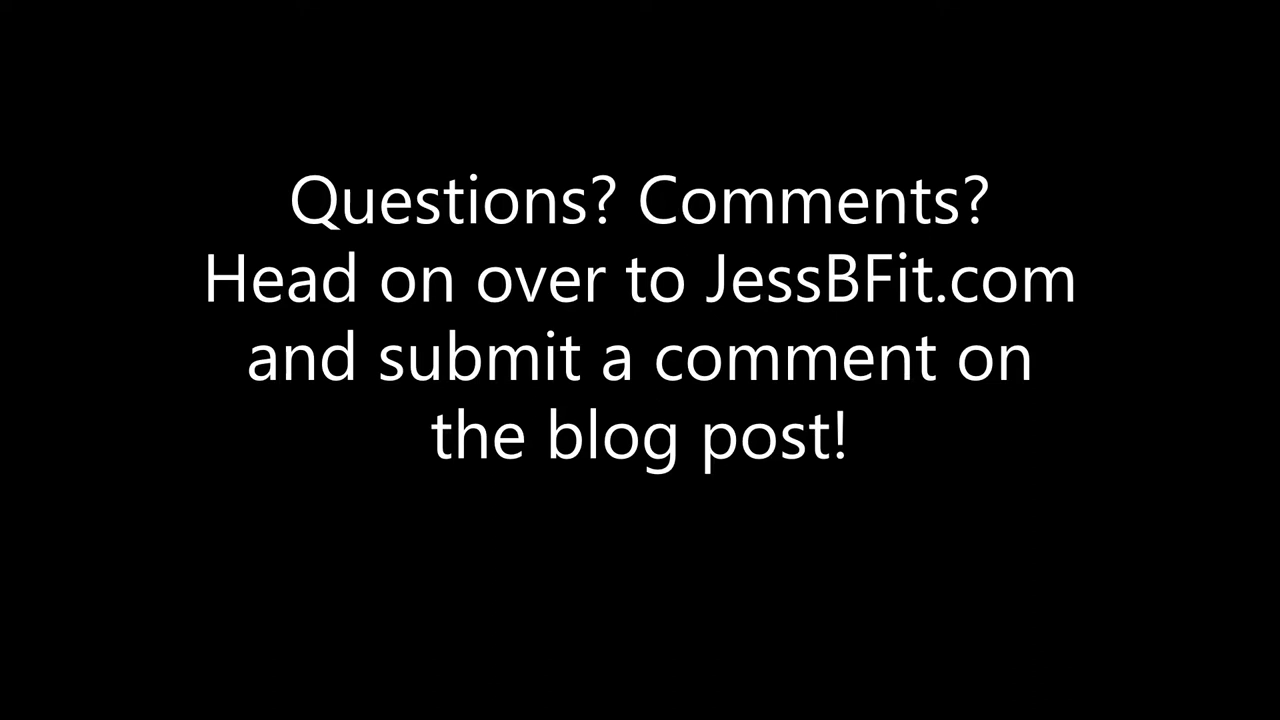 Questions? Comments?
Head on over to JessBFit.com
and submit a comment on
the blog post!